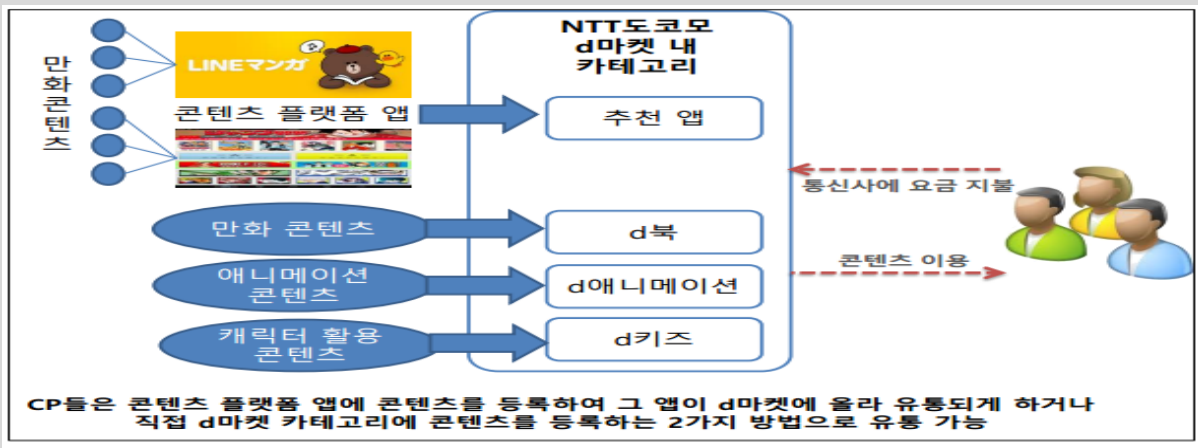 만화콘텐츠
LINEマンガ
콘텐츠 플랫폼 앱
NTT도코모
d마켓 내
카테고리
추천 앱
통신사에 요금 지불
만화 콘텐츠
d북
콘텐츠 이용
애니메이션
콘텐츠
d애니메이션
캐릭터 활용
콘텐츠
d키즈
CP들은 콘텐츠 플랫폼 앱에 콘텐츠를 등록하여 그 앱이 d마켓에 올라 유통되게 하거나
직접 d마켓 카테고리에 콘텐츠를 등록하는 2가지 방법으로 유통 가능